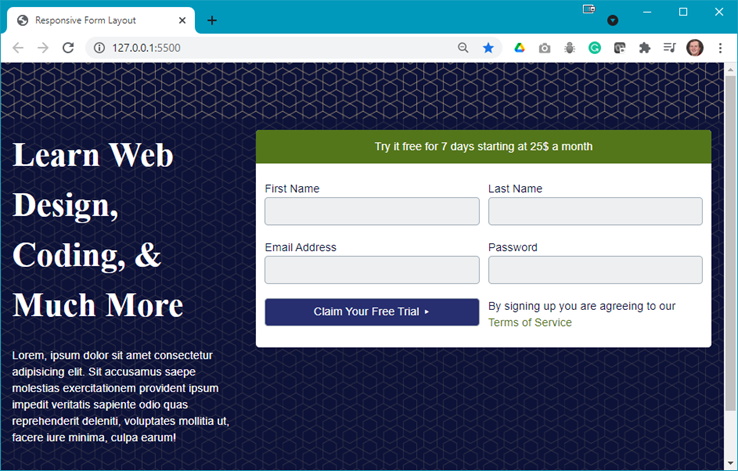 Responsive Form Layout
127.0.0.1:5500
Learn Web
Design,
Coding, &
Much More
Lorem, ipsum dolor sit amet consectetur
adipisicing elit. Sit accusamus saepe
molestias exercitationem provident ipsum
impedit veritatis sapiente odio quas
reprehenderit deleniti, voluptates mollitia ut,
facere iure minima, culpa earum!
Try it free for 7 days starting at 25$ a month
First Name
Last Name
Email Address
Password
Claim Your Free Trial ▸
By signing up you are agreeing to our
Terms of Service